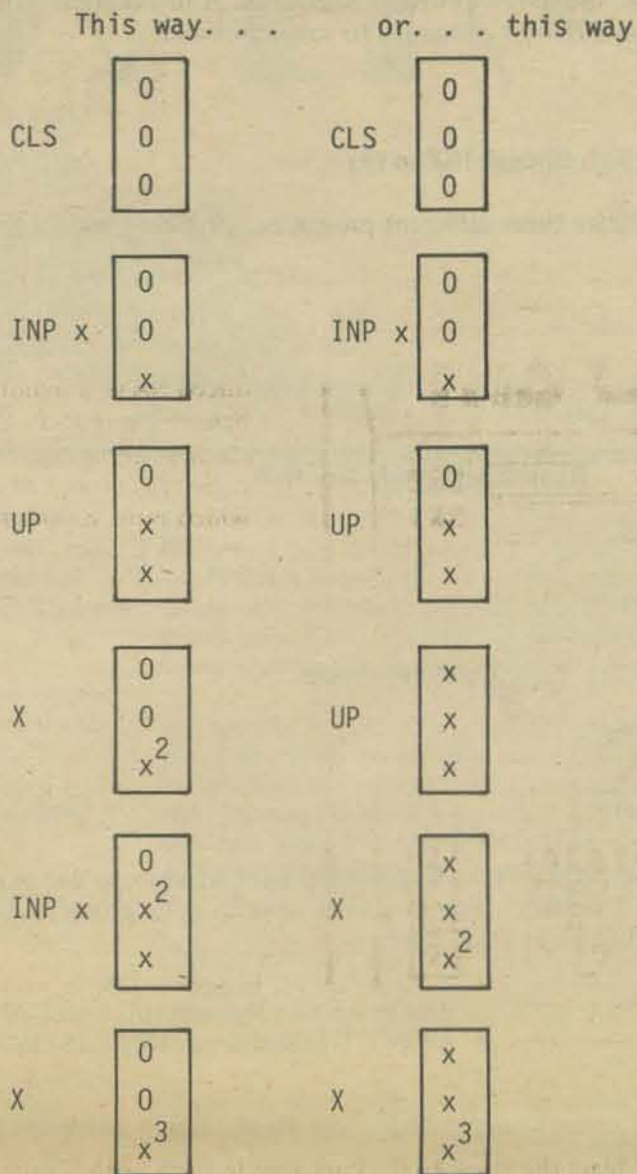 This way. . . or. . . this way
0 0
CLS 0 CLS 0
0 0
0 0
INP x 0 INP x 0
x x
0 0
UP x UP x
x x
0 x
X 0 UP x
x² x
0 x
INP x x² X x
x x²
0 x
X 0 X x
x³ x³